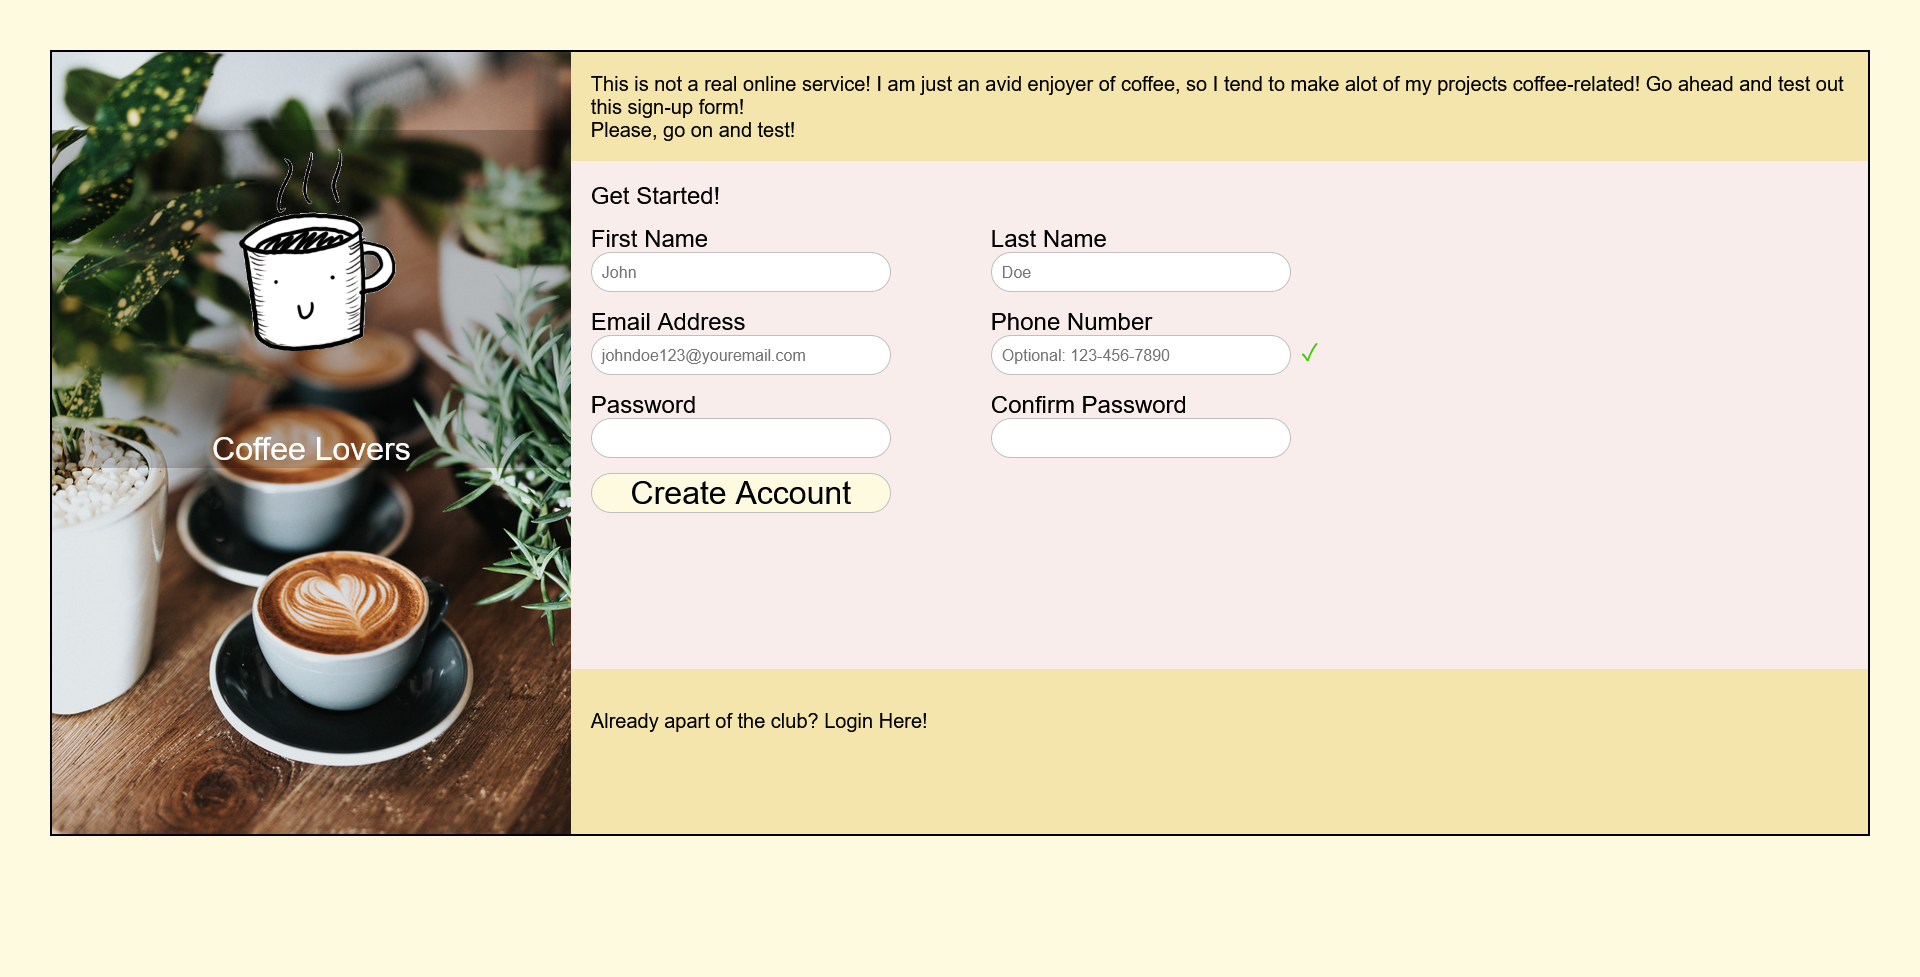 This is not a real online service! I am just an avid enjoyer of coffee, so I tend to make alot of my projects coffee-related! Go ahead and test out
this sign-up form!
Please, go on and test!
Get Started!
First Name
Last Name
John
Doe
Email Address
Phone Number
johndoe123@youremail.com
Optional: 123-456-7890 ✓
Password
Confirm Password
Coffee Lovers
Create Account
Already apart of the club? Login Here!